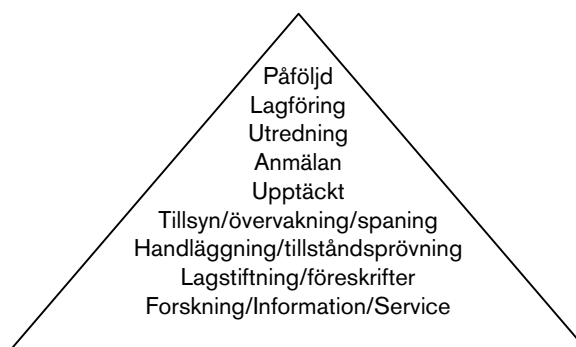 Påföljd
Lagföring
Utredning
Anmälan
Upptäckt
Tillsyn/övervakning/spaning
Handläggning/tillståndsprövning
Lagstiftning/föreskrifter
Forskning/Information/Service